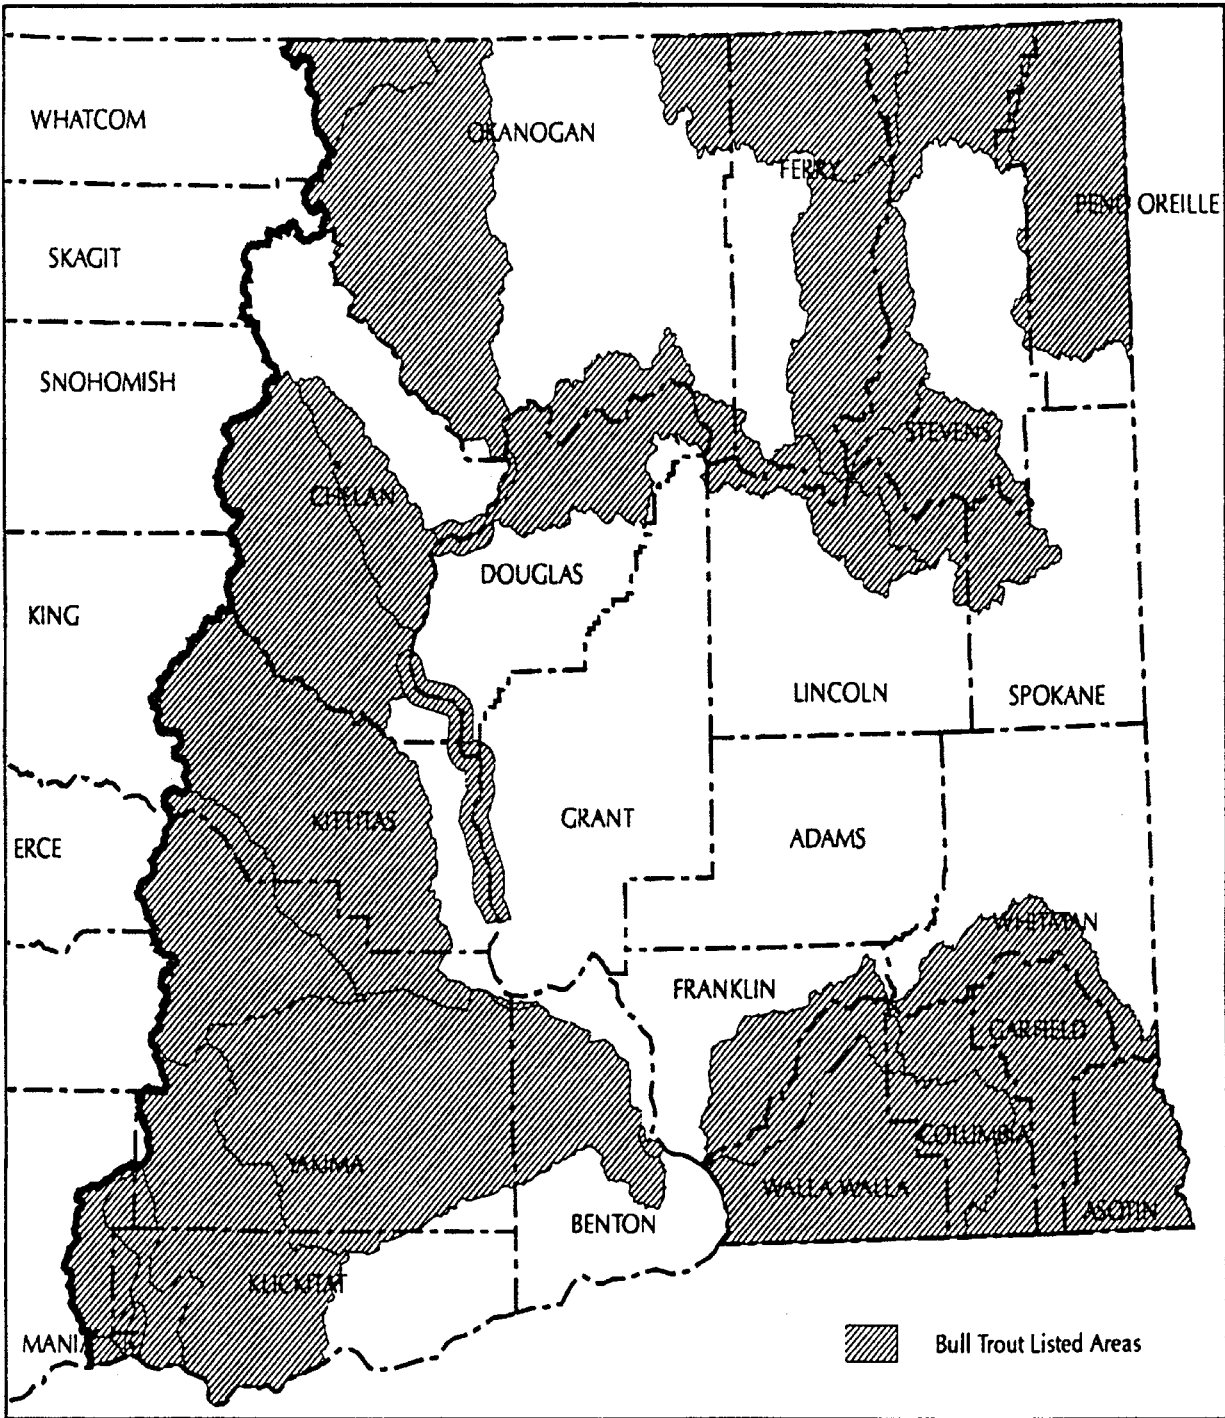 WHATCOM
OKANOGAN
FERRY
PEND OREILLE
SKAGIT
SNOHOMISH
STEVENS
CHELAN
DOUGLAS
KING
LINCOLN
SPOKANE
KITTITAS
GRANT
ADAMS
ERCE
WHITMAN
FRANKLIN
GARFIELD
COLUMBIA
YAKIMA
WALLA WALLA
ASOTIN
BENTON
KLICKITAT
MANIA
Bull Trout Listed Areas